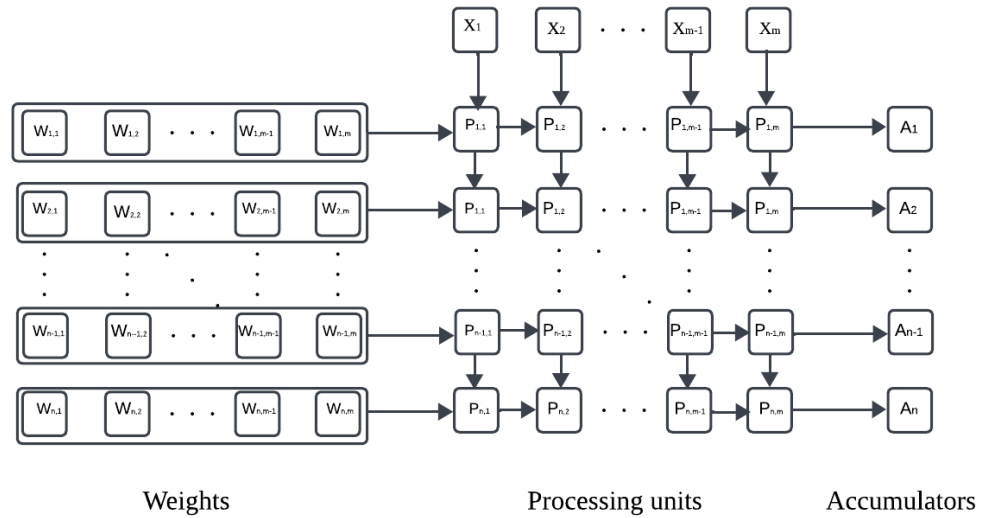 X1 X2 . . . Xm-1 Xm
W1,1 W1,2 . . . W1,m-1 W1,m P1,1 P1,2 . . . P1,m-1 P1,m A1
W2,1 W2,2 . . . W2,m-1 W2,m P1,1 P1,2 . . . P1,m-1 P1,m A2
Wn-1,1 Wn--1,2 . . . Wn-1,m-1 Wn-1,m Pn-1,1 Pn-1,2 . . . Pn-1,m-1 Pn-1,m An-1
Wn,1 Wn,2 . . . Wn,m-1 Wn,m Pn,1 Pn,2 . . . Pn,m-1 Pn,m An
Weights Processing units Accumulators